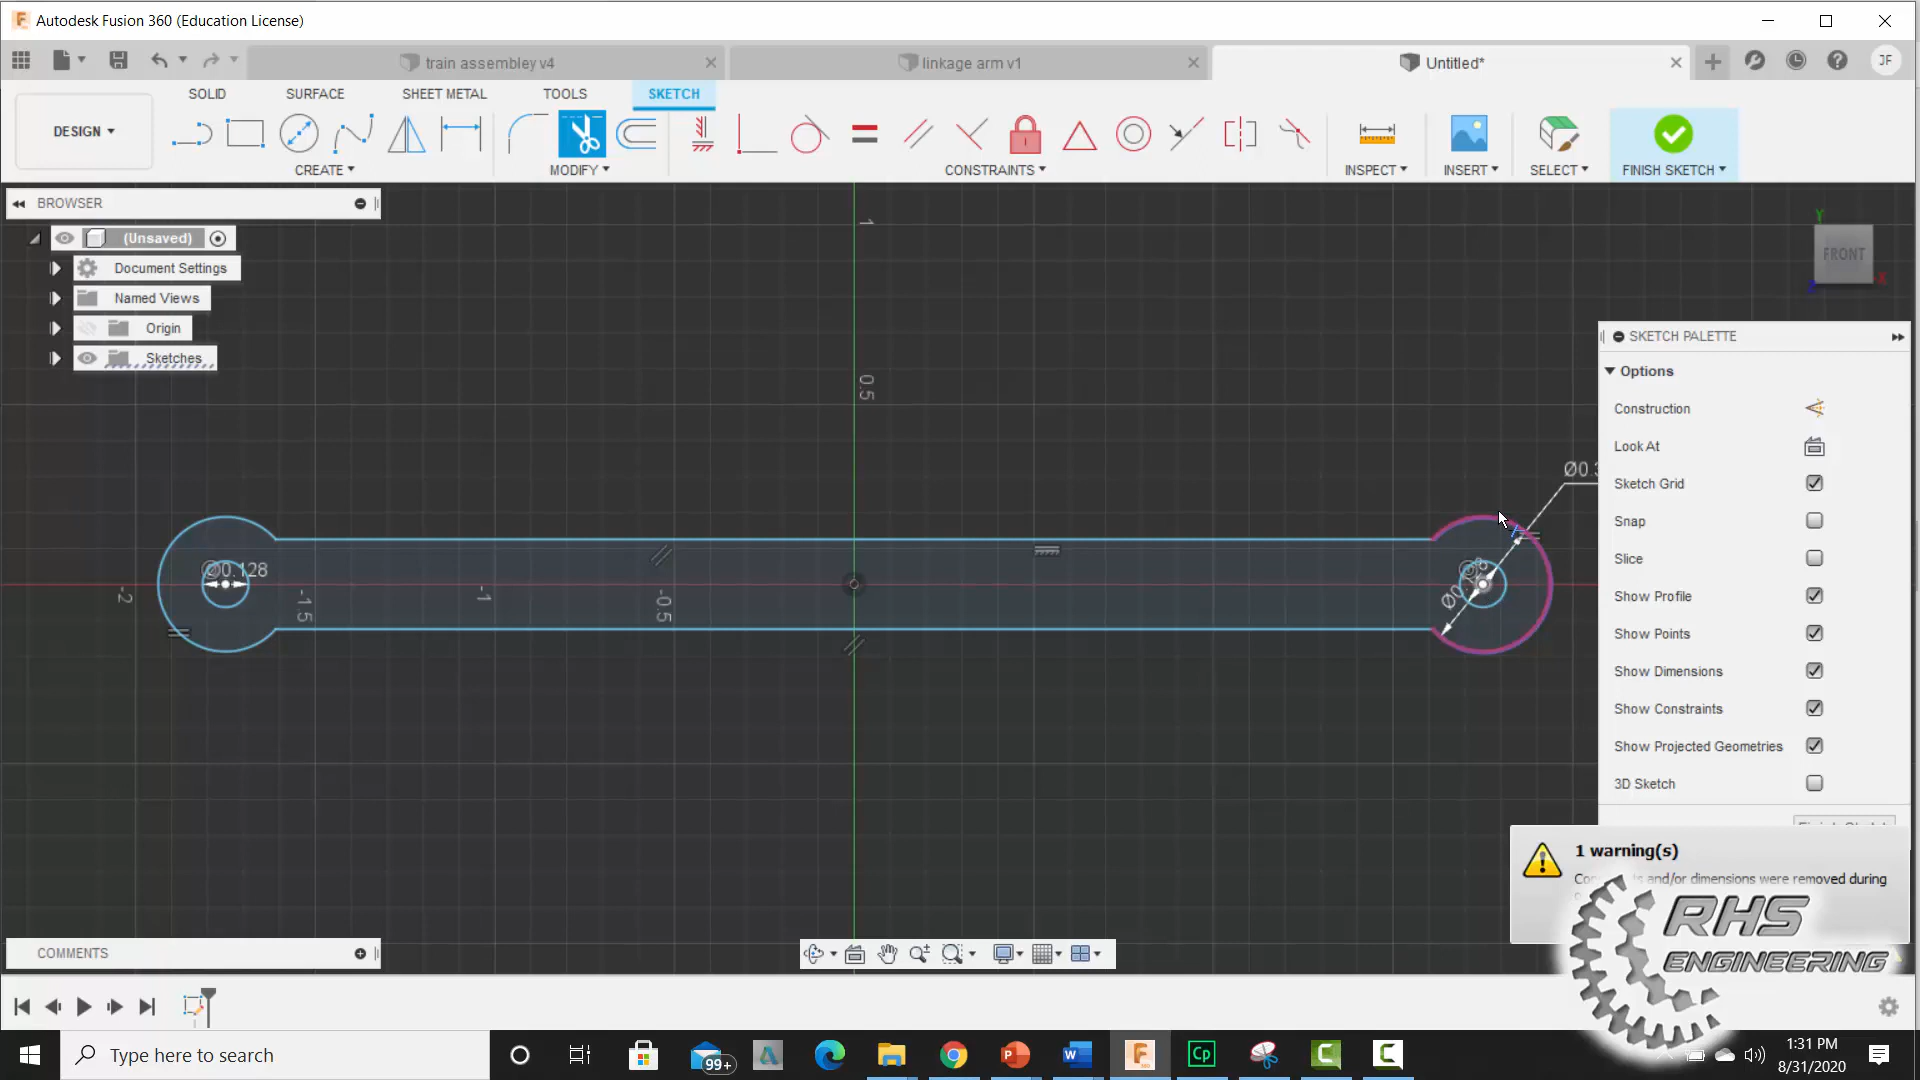 Autodesk Fusion 360 (Education License)
train assembley v4
linkage arm v1
Untitled*
JF
DESIGN
SOLID
SURFACE
SHEET METAL
TOOLS
SKETCH
CREATE
MODIFY
CONSTRAINTS
INSPECT
INSERT
SELECT
FINISH SKETCH
BROWSER
(Unsaved)
Document Settings
Named Views
Origin
Sketches
1
0.5
-2
-1.5
-1
-0.5
Ø0.128
Ø0.3
Y
X
Z
FRONT
SKETCH PALETTE
Options
Construction
Look At
Sketch Grid
Snap
Slice
Show Profile
Show Points
Show Dimensions
Show Constraints
Show Projected Geometries
3D Sketch
1 warning(s)
and/or dimensions were removed during
RHS
ENGINEERING
COMMENTS
Type here to search
99+
1:31 PM
8/31/2020